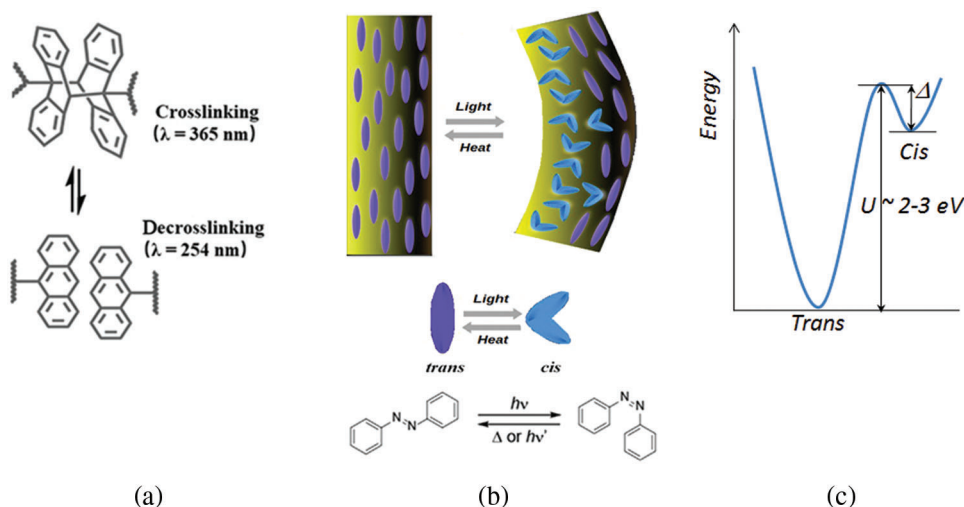 Crosslinking
(λ = 365 nm)
Decrosslinking
(λ = 254 nm)
(a)
Light
Heat
Light
Heat
trans
cis
N
N
hν
Δ or hν'
N
N
(b)
Energy
Δ
Cis
U ~ 2-3 eV
Trans
(c)